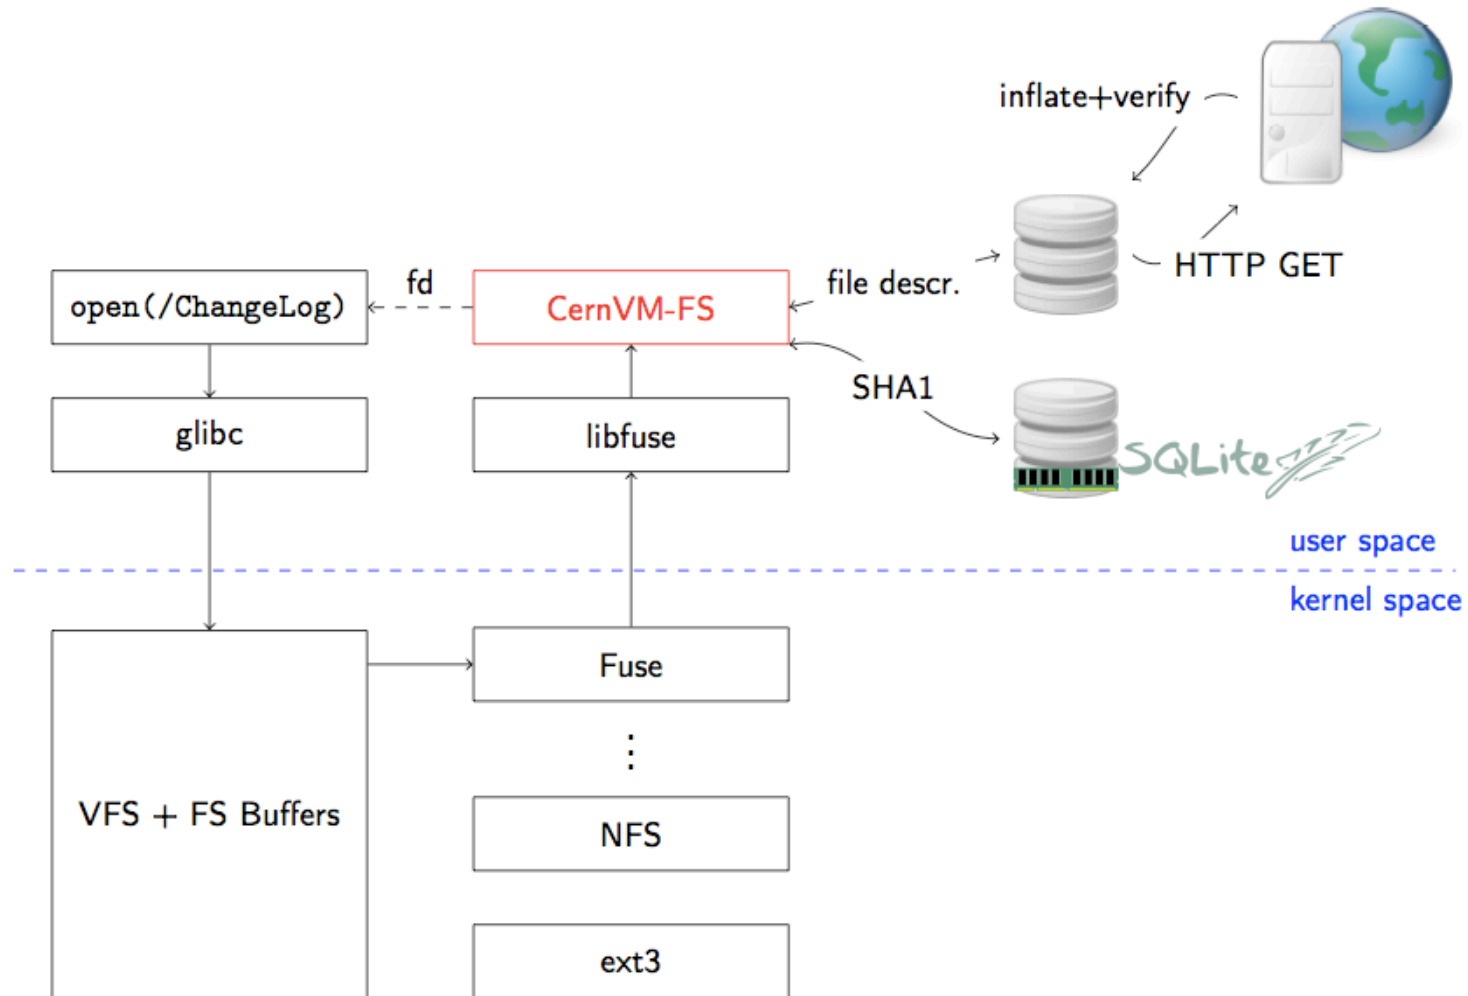 inflate+verify
HTTP GET
file descr.
fd
open(/ChangeLog)
CernVM-FS
SHA1
glibc
libfuse
SQLite
user space
kernel space
Fuse
⋮
VFS + FS Buffers
NFS
ext3